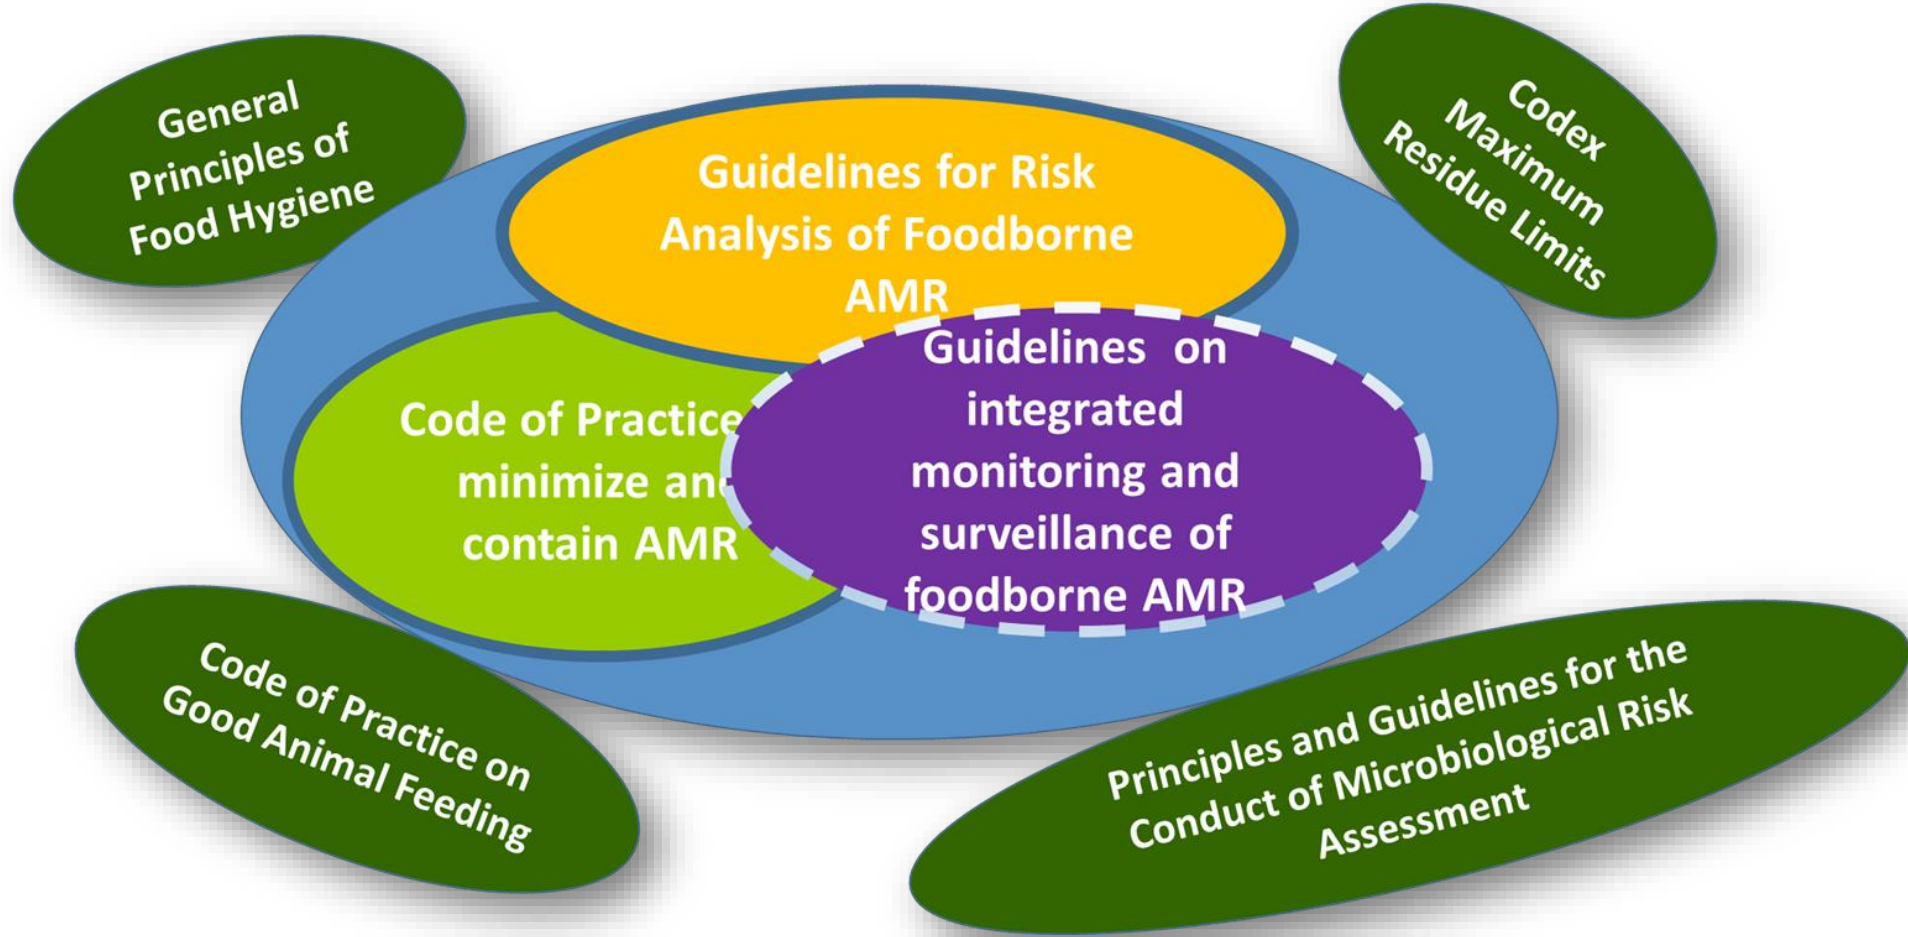 General
Principles of
Food Hygiene
Codex
Maximum
Residue Limits
Guidelines for Risk
Analysis of Foodborne
AMR
Code of Practice
minimize and
contain AMR
Guidelines on
integrated
monitoring and
surveillance of
foodborne AMR
Code of Practice on
Good Animal Feeding
Principles and Guidelines for the
Conduct of Microbiological Risk
Assessment